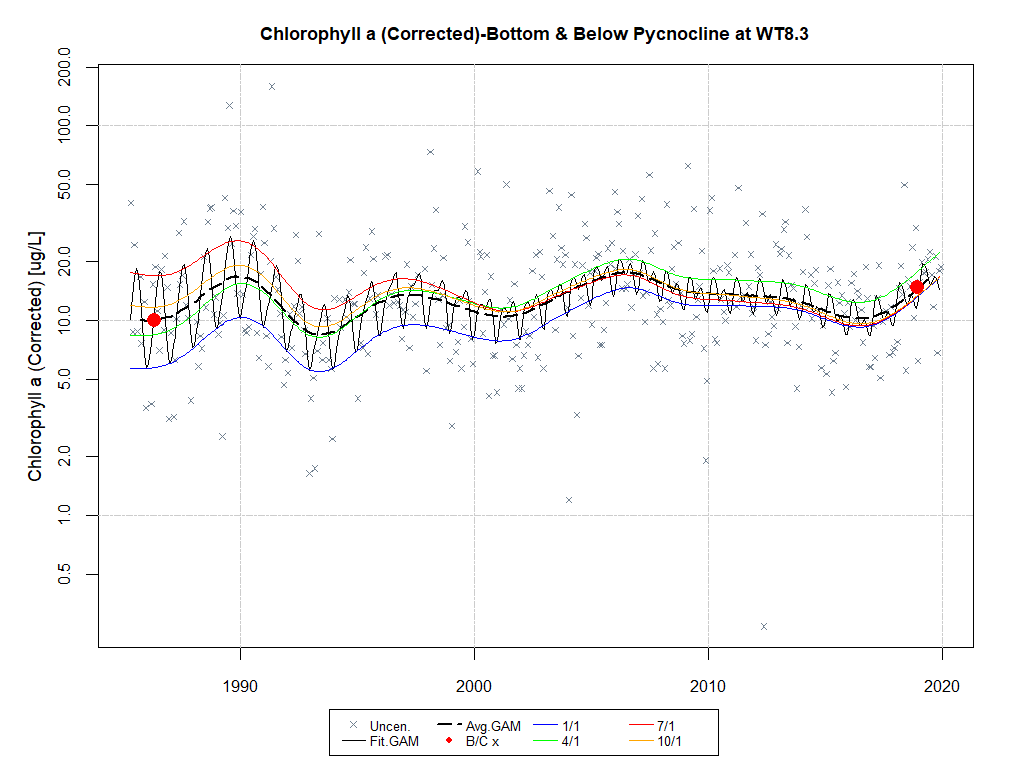 Chlorophyll a (Corrected)-Bottom & Below Pycnocline at WT8.3
Chlorophyll a (Corrected) [ug/L]
200.0
100.0
50.0
20.0
10.0
5.0
2.0
1.0
0.5
1990 2000 2010 2020
Uncen. Avg.GAM 1/1 7/1
Fit.GAM B/C x 4/1 10/1